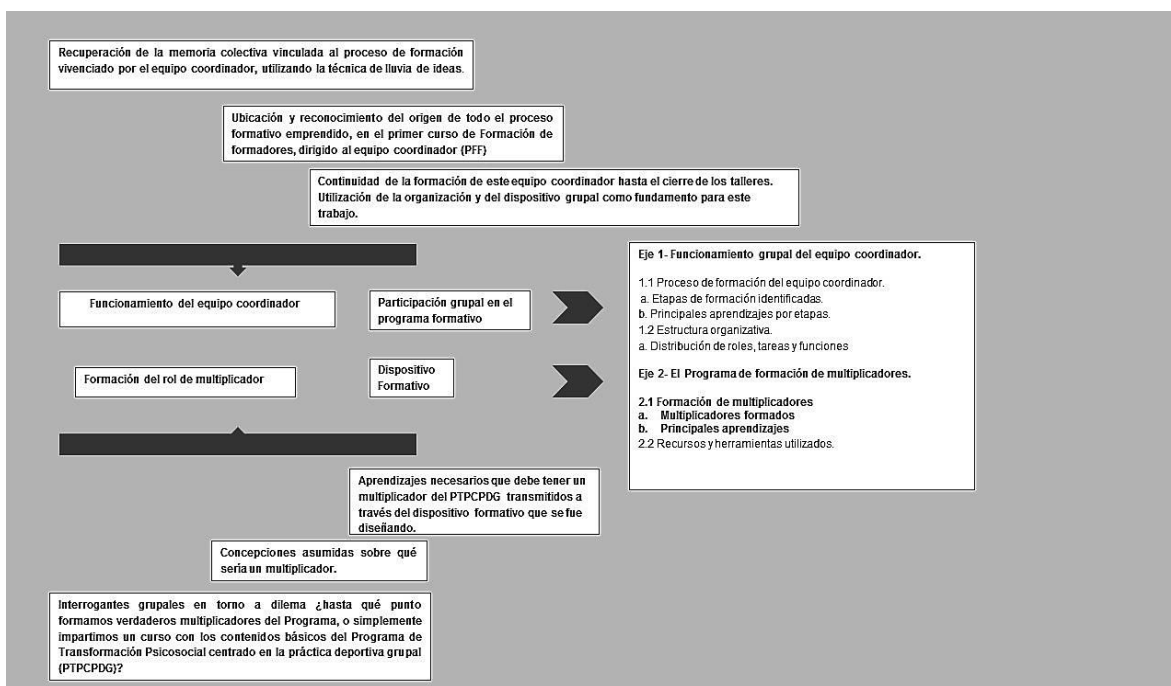 Recuperación de la memoria colectiva vinculada al proceso de formación
vivenciado por el equipo coordinador, utilizando la técnica de lluvia de ideas.
Ubicación y reconocimiento del origen de todo el proceso
formativo emprendido, en el primer curso de Formación de
formadores, dirigido al equipo coordinador (PFF)
Continuidad de la formación de este equipo coordinador hasta el cierre de los talleres.
Utilización de la organización y del dispositivo grupal como fundamento para este
trabajo.
Funcionamiento del equipo coordinador
Participación grupal en el
programa formativo
Formación del rol de multiplicador
Dispositivo
Formativo
Eje 1- Funcionamiento grupal del equipo coordinador.
1.1 Proceso de formación del equipo coordinador.
a. Etapas de formación identificadas.
b. Principales aprendizajes por etapas.
1.2 Estructura organizativa.
a. Distribución de roles, tareas y funciones
Eje 2- El Programa de formación de multiplicadores.
2.1 Formación de multiplicadores
a. Multiplicadores formados
b. Principales aprendizajes
2.2 Recursos y herramientas utilizados.
Aprendizajes necesarios que debe tener un
multiplicador del PTPCPDG transmitidos a
través del dispositivo formativo que se fue
diseñando.
Concepciones asumidas sobre qué
sería un multiplicador.
Interrogantes grupales en torno a dilema ¿hasta qué punto
formamos verdaderos multiplicadores del Programa, o simplemente
impartimos un curso con los contenidos básicos del Programa de
Transformación Psicosocial centrado en la práctica deportiva grupal
(PTPCPDG)?